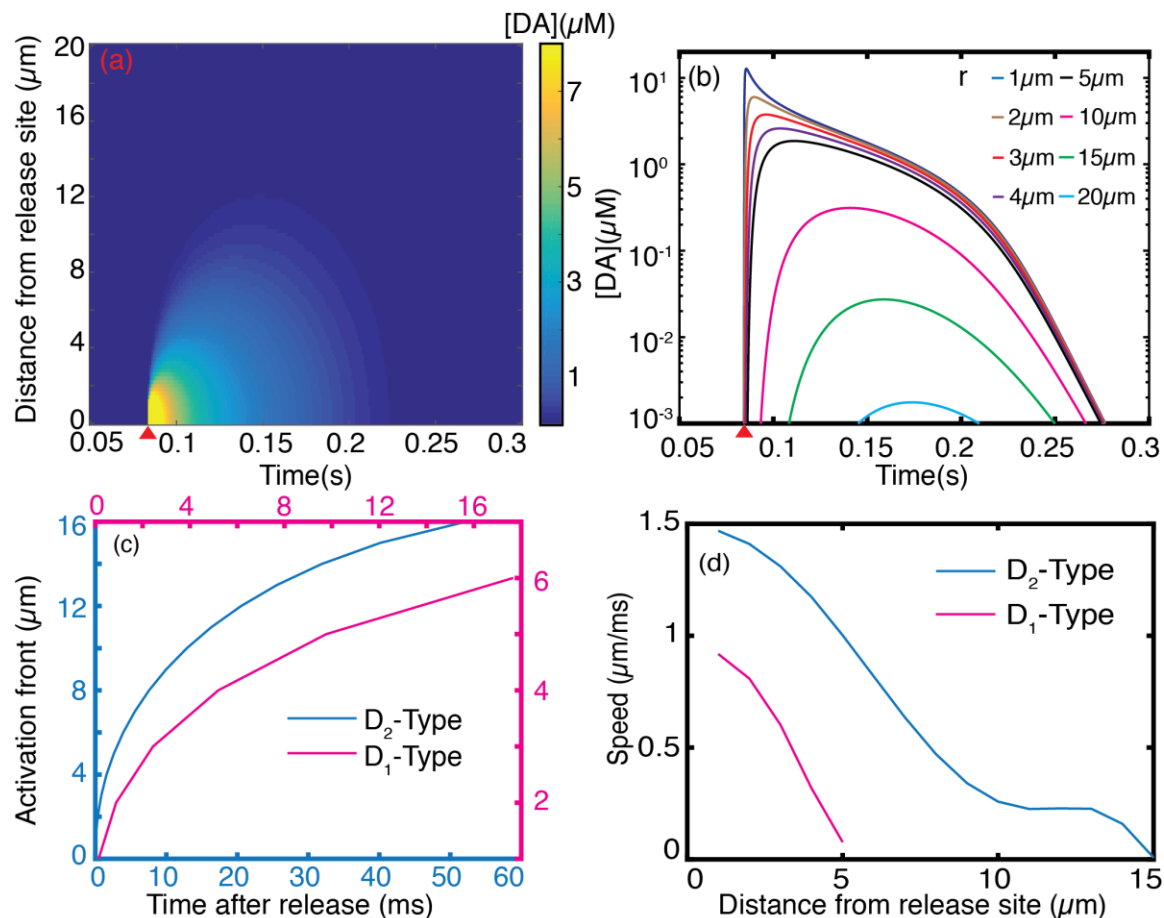 [DA](µM)
20
16
12
8
4
0
Distance from release site (µm)
(a)
7
5
3
1
0.05 0.1 0.15 0.2 0.25 0.3
Time(s)
[DA](µM)
10¹
10⁰
10⁻¹
10⁻²
10⁻³
(b)
r
1µm 5µm
2µm 10µm
3µm 15µm
4µm 20µm
0.05 0.1 0.15 0.2 0.25 0.3
Time(s)
0 4 8 12 16
16
12
8
4
0
Activation front (µm)
(c)
D₂-Type
D₁-Type
6
4
2
0 10 20 30 40 50 60
Time after release (ms)
1.5
1
0.5
0
Speed (µm/ms)
(d)
D₂-Type
D₁-Type
0 5 10 15
Distance from release site (µm)